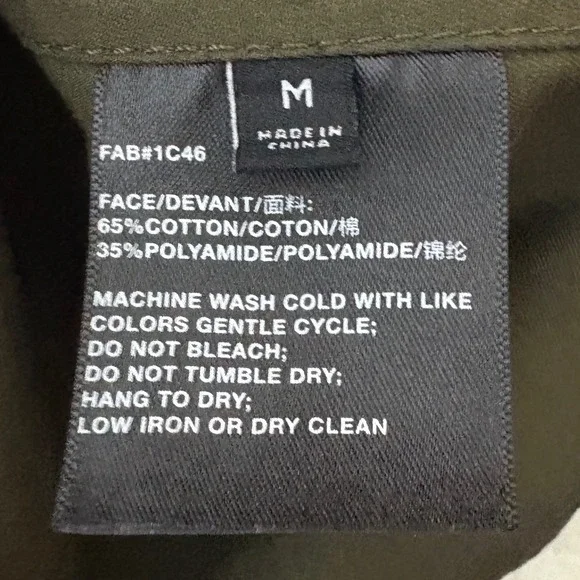 M
MADE IN
CHINA
FAB#1C46
FACE/DEVANT/面料:
65%COTTON/COTON/棉
35%POLYAMIDE/POLYAMIDE/锦纶
MACHINE WASH COLD WITH LIKE
COLORS GENTLE CYCLE;
DO NOT BLEACH;
DO NOT TUMBLE DRY;
HANG TO DRY;
LOW IRON OR DRY CLEAN